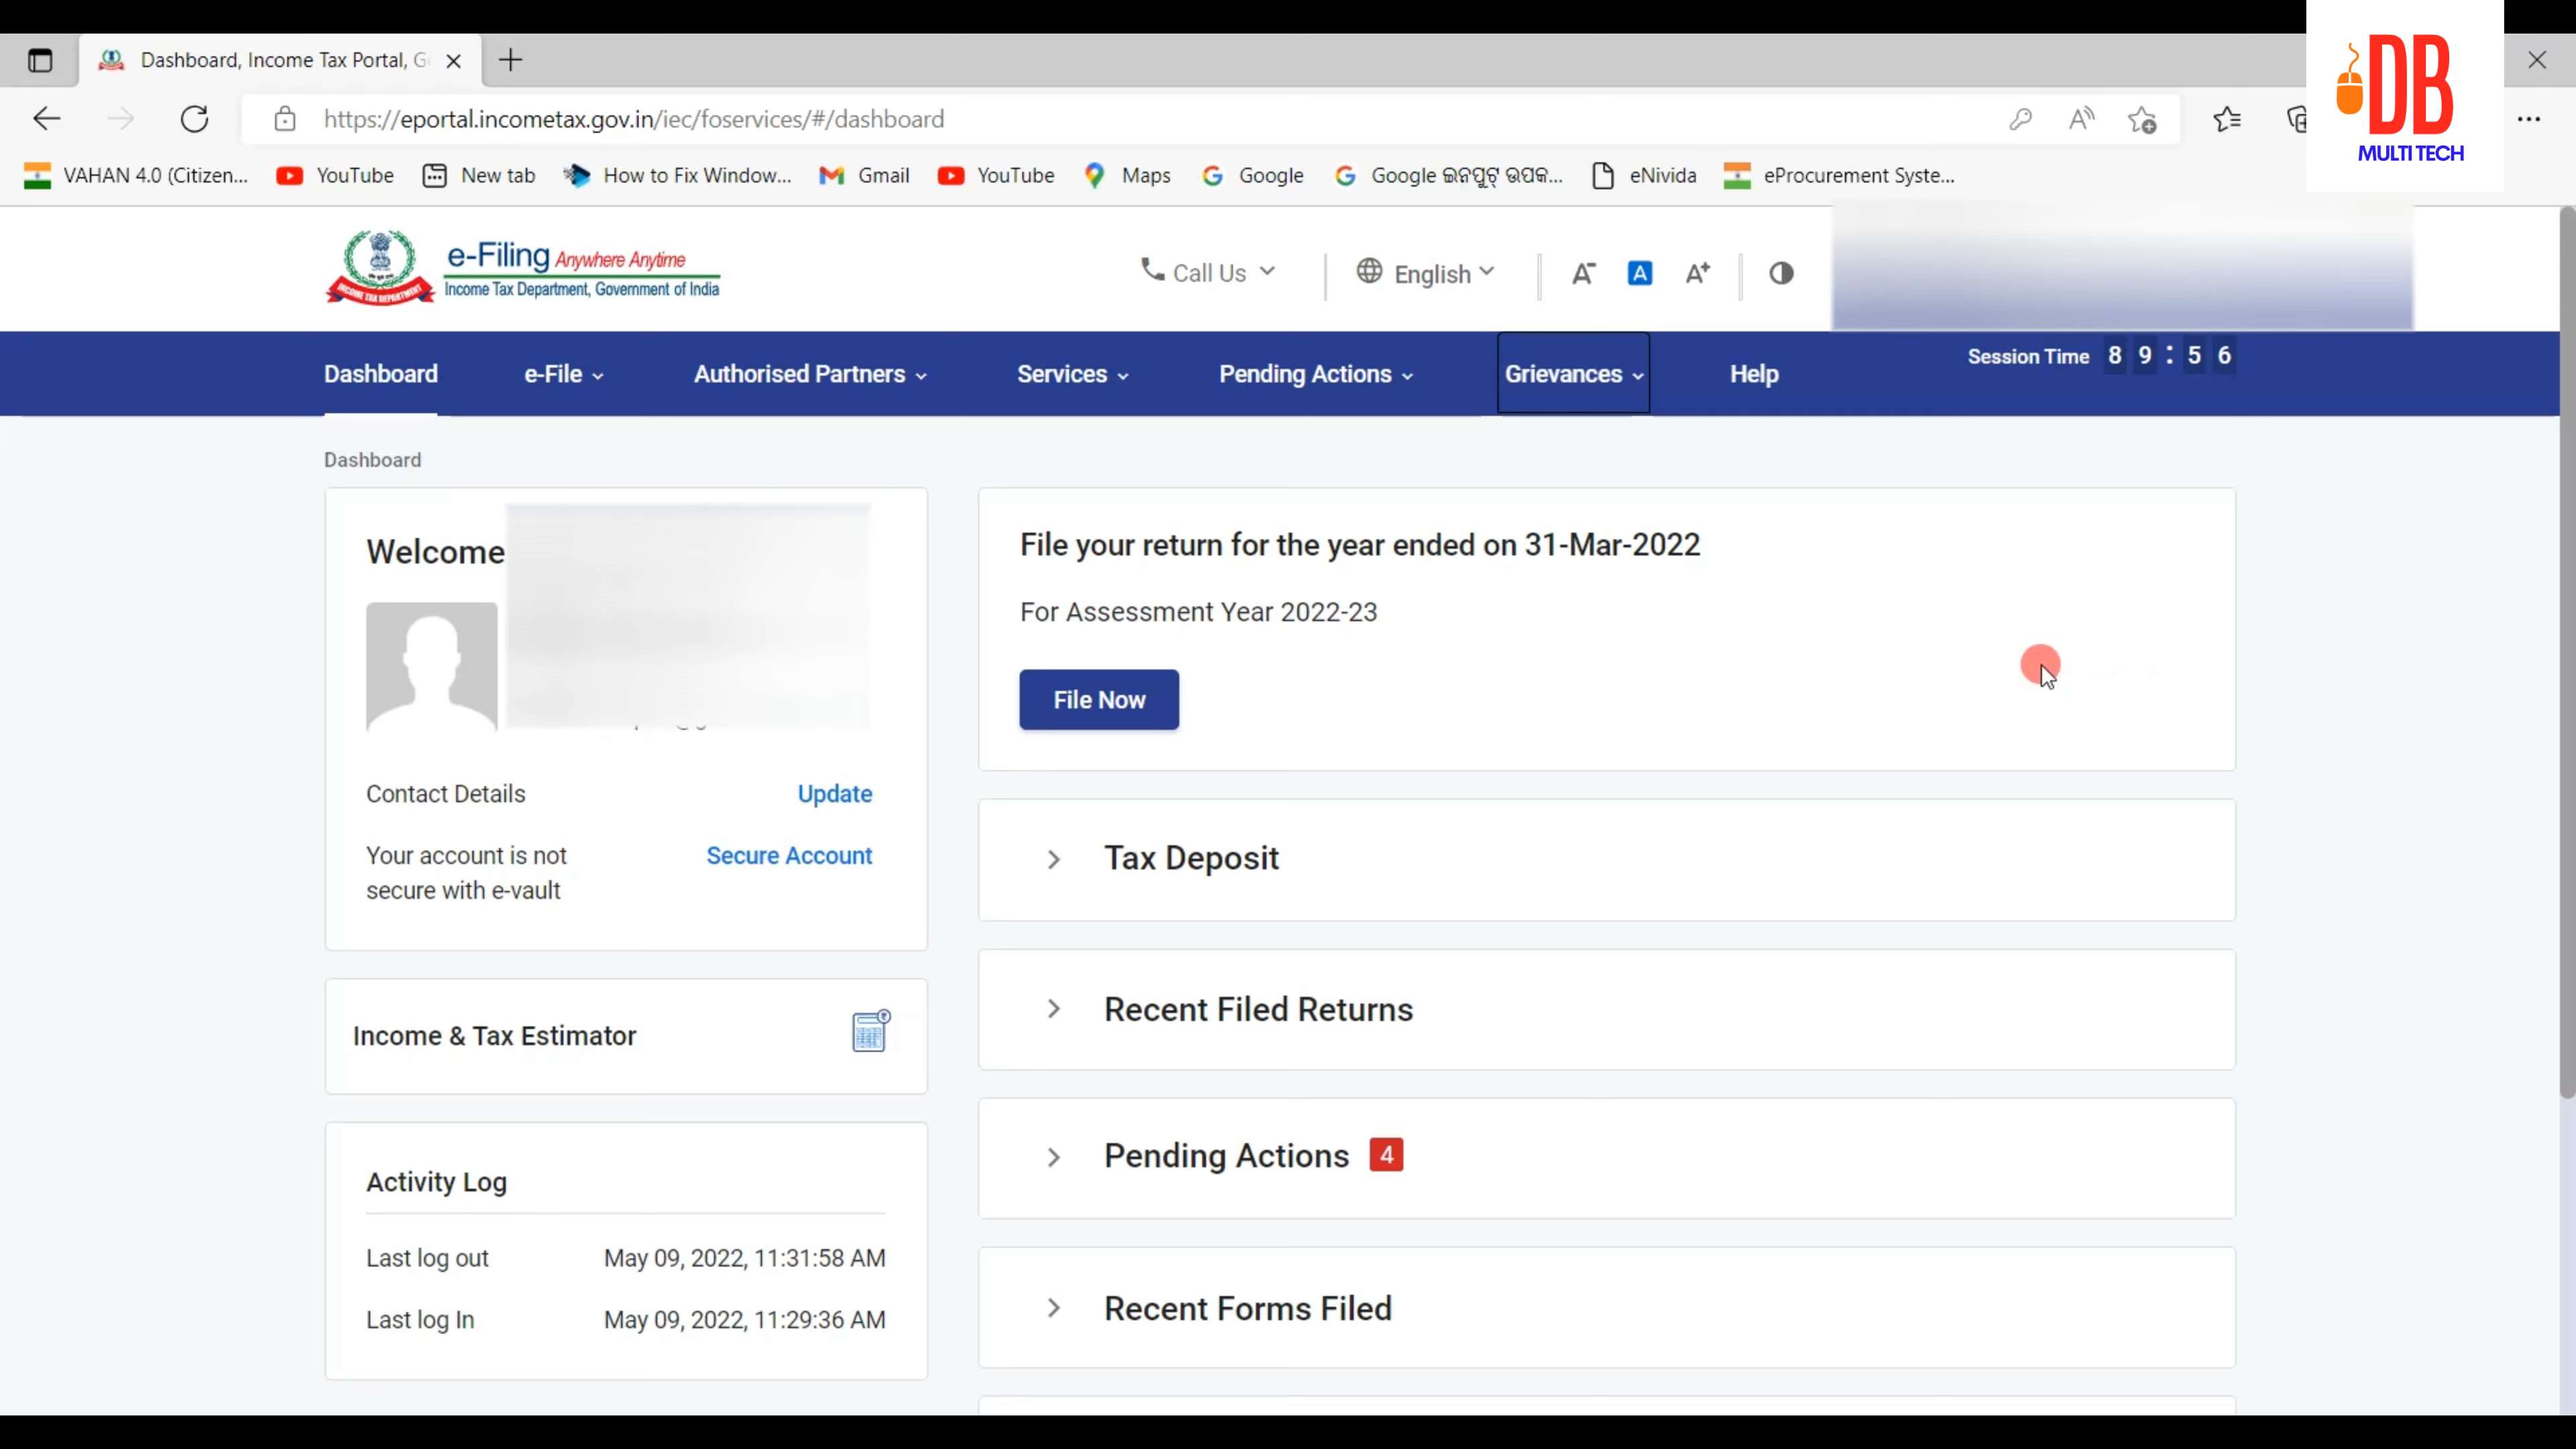 Dashboard, Income Tax Portal, G
https://eportal.incometax.gov.in/iec/foservices/#/dashboard
DB
MULTI TECH
VAHAN 4.0 (Citizen... YouTube New tab How to Fix Window... Gmail YouTube Maps Google Google ଇନପୁଟ୍ ଉପକ... eNivida eProcurement Syste...
e-Filing Anywhere Anytime
Income Tax Department, Government of India
INCOME TAX DEPARTMENT
Call Us English A- A A+
Dashboard e-File Authorised Partners Services Pending Actions Grievances Help Session Time 8 9 : 5 6
Dashboard
Welcome
Contact Details Update
Your account is not
secure with e-vault
Secure Account
Income & Tax Estimator
Activity Log
Last log out May 09, 2022, 11:31:58 AM
Last log In May 09, 2022, 11:29:36 AM
File your return for the year ended on 31-Mar-2022
For Assessment Year 2022-23
File Now
Tax Deposit
Recent Filed Returns
Pending Actions 4
Recent Forms Filed